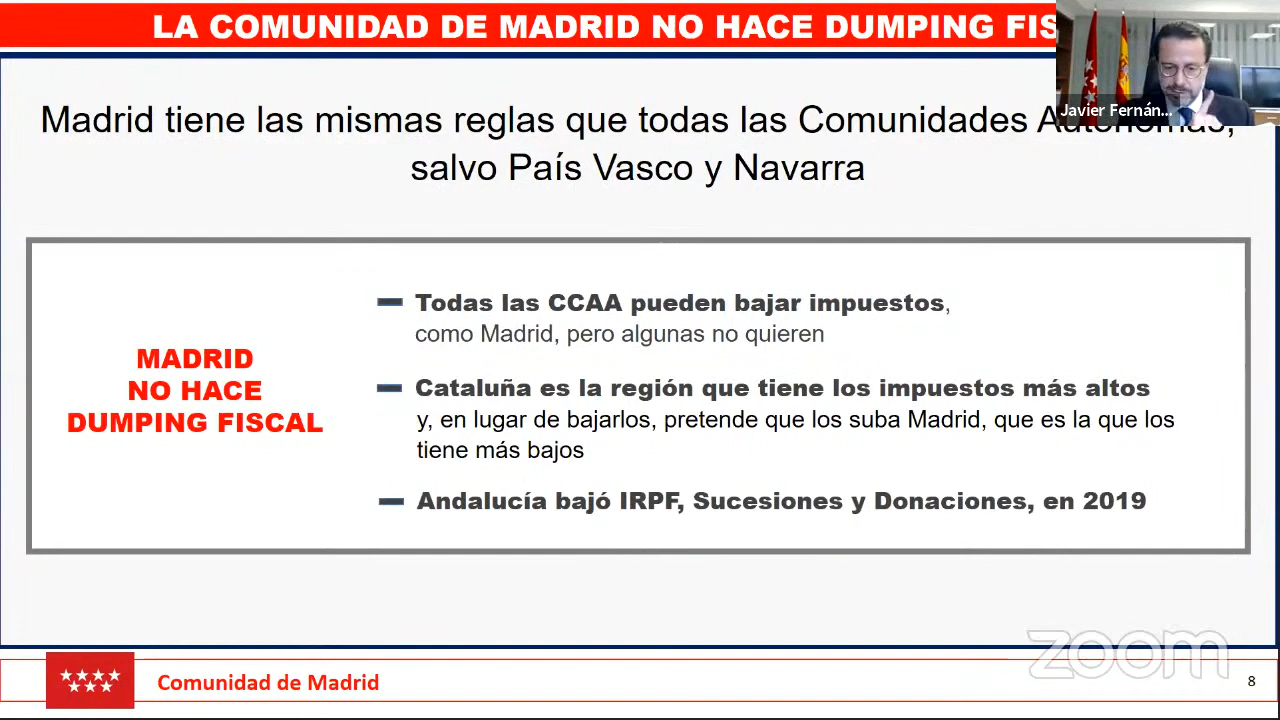 LA COMUNIDAD DE MADRID NO HACE DUMPING FIS
Javier Fernán...
Madrid tiene las mismas reglas que todas las Comunidades Autónomas,
salvo País Vasco y Navarra
MADRID
NO HACE
DUMPING FISCAL
Todas las CCAA pueden bajar impuestos,
como Madrid, pero algunas no quieren
Cataluña es la región que tiene los impuestos más altos
y, en lugar de bajarlos, pretende que los suba Madrid, que es la que los
tiene más bajos
Andalucía bajó IRPF, Sucesiones y Donaciones, en 2019
zoom
Comunidad de Madrid
8